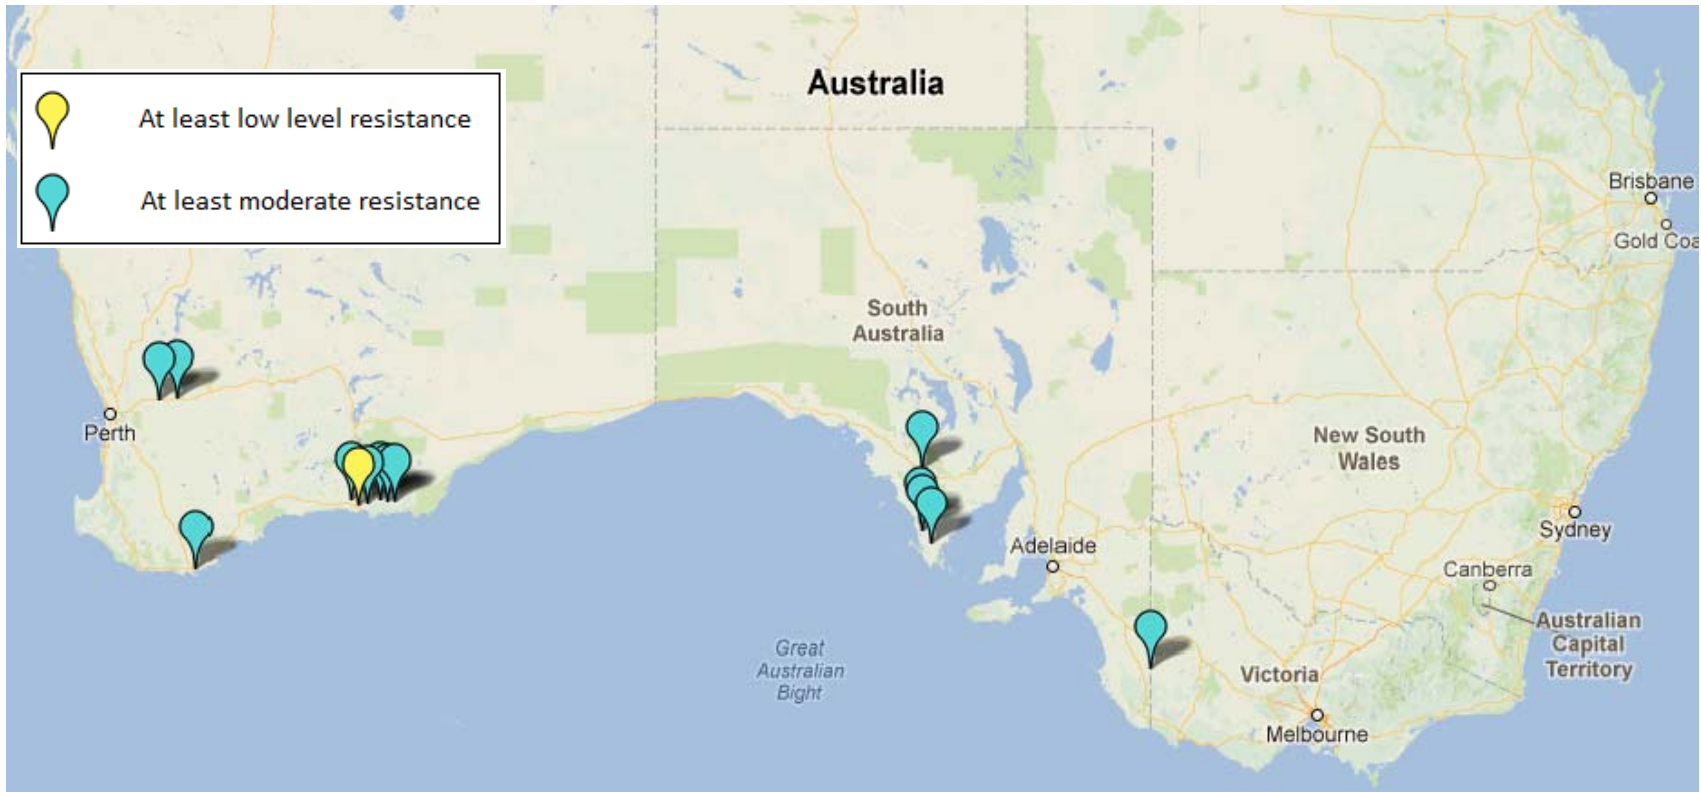 Australia
At least low level resistance
At least moderate resistance
Brisbane
Gold Coa
South
Australia
Perth
New South
Wales
Sydney
Adelaide
Canberra
Australian
Capital
Territory
Great
Australian
Bight
Victoria
Melbourne